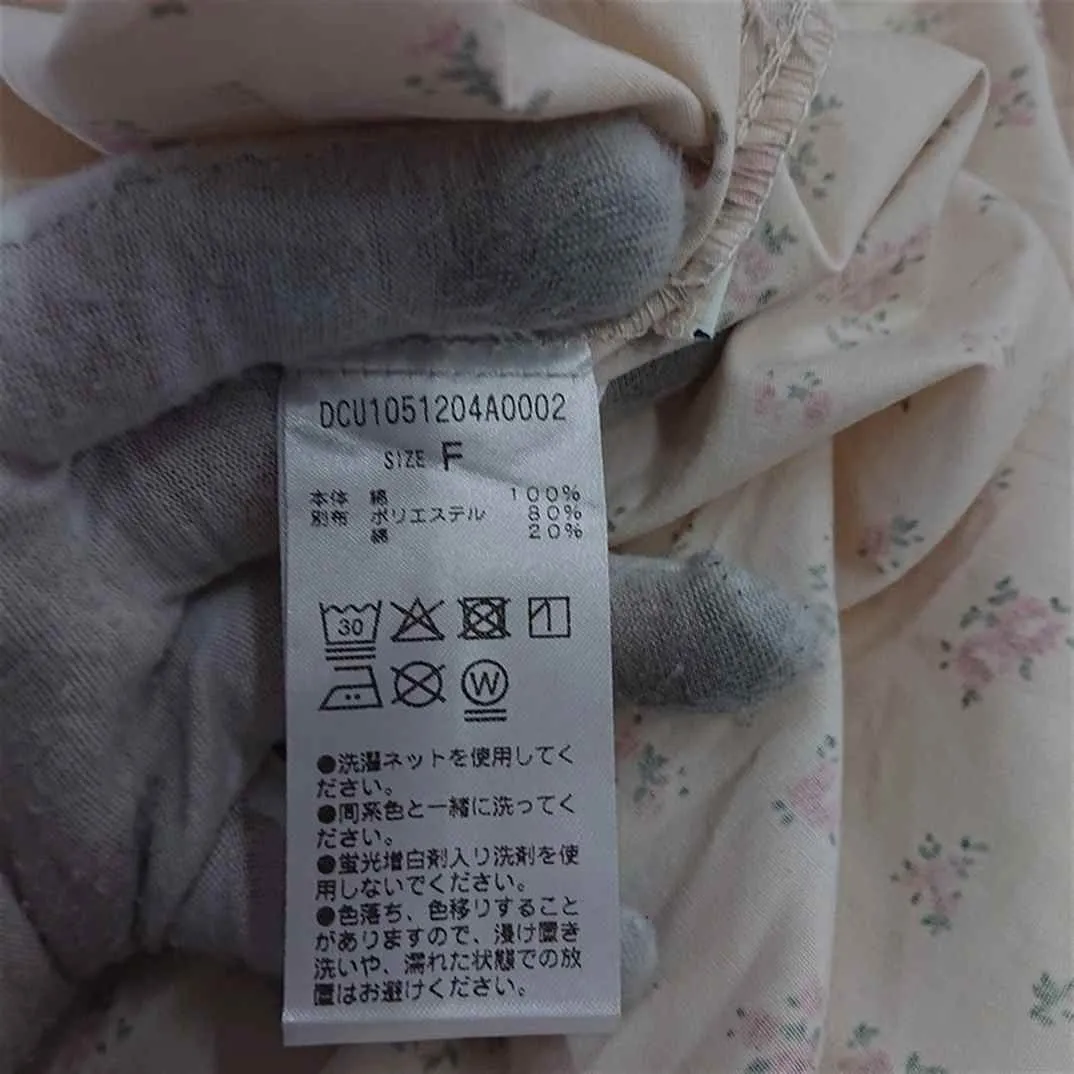 DCU1051204A0002
SIZE F
本体 綿 100%
別布 ポリエステル 80%
綿 20%
30
W
●洗濯ネットを使用してく
ださい。
●同系色と一緒に洗ってく
ださい。
●蛍光増白剤入り洗剤を使
用しないでください。
●色落ち、色移りすること
がありますので、浸け置き
洗いや、濡れた状態での放
置はお避けください。